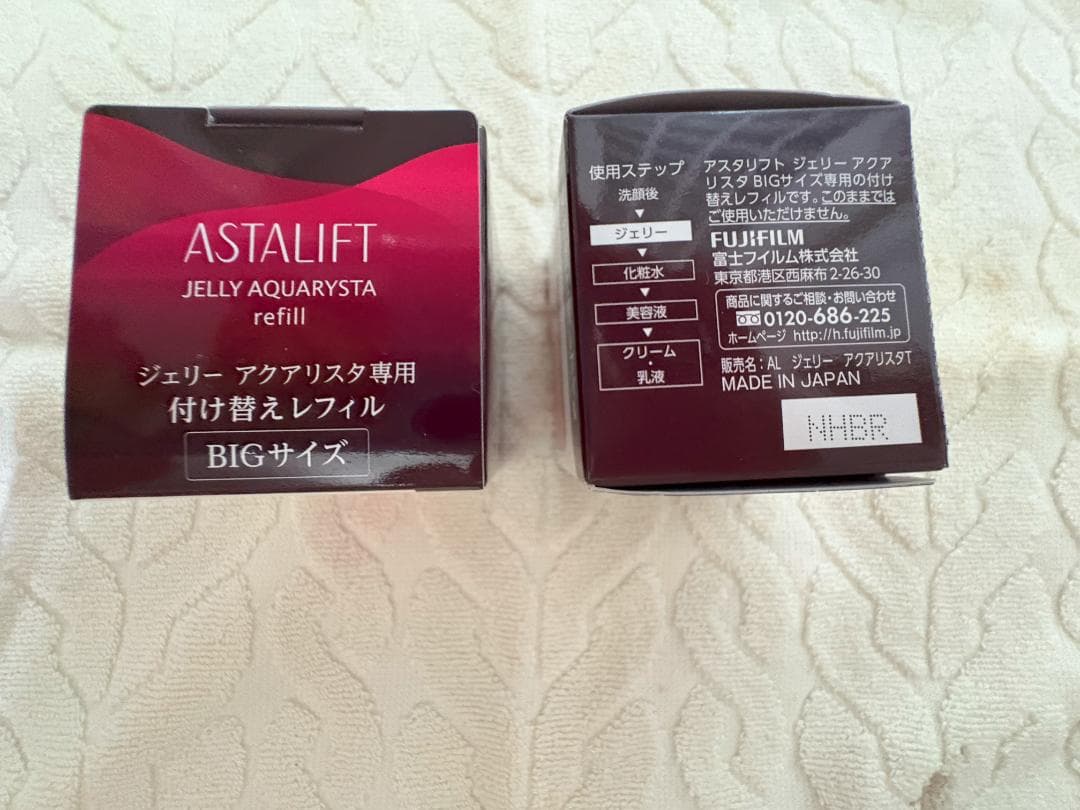 ASTALIFT
JELLY AQUARYSTA
refill
ジェリー アクアリスタ専用
付け替えレフィル
BIGサイズ
使用ステップ
洗顔後
▼
ジェリー
▼
化粧水
▼
美容液
▼
クリーム
・
乳液
アスタリフト ジェリー アクア
リスタ BIGサイズ専用の付け
替えレフィルです。このままでは
ご使用いただけません。
FUJIFILM
富士フイルム株式会社
東京都港区西麻布 2-26-30
商品に関するご相談・お問い合わせ
0120-686-225
ホームページ http://h.fujifilm.jp
販売名：AL ジェリー アクアリスタT
MADE IN JAPAN
NHBR